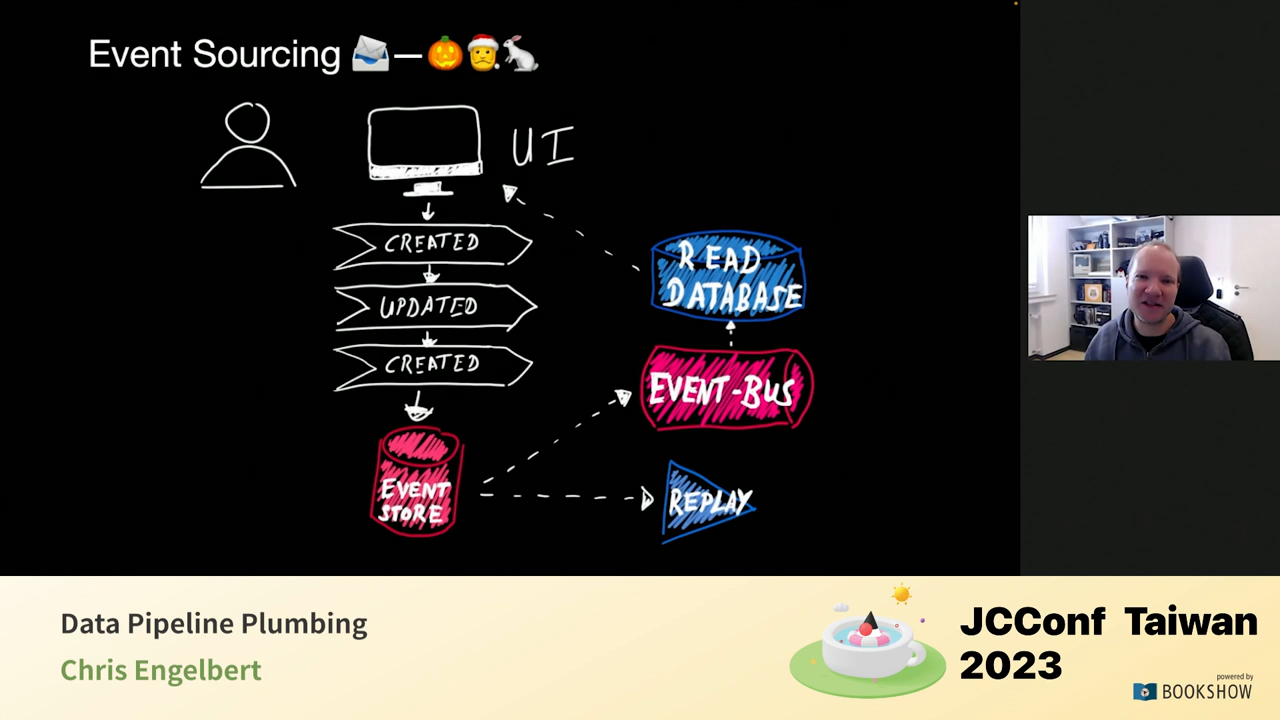 Event Sourcing 📨—🎃🎅🐇
UI
CREATED
UPDATED
CREATED
EVENT
STORE
READ
DATABASE
EVENT-BUS
REPLAY
Data Pipeline Plumbing
Chris Engelbert
JCConf Taiwan
2023
powered by
BOOKSHOW